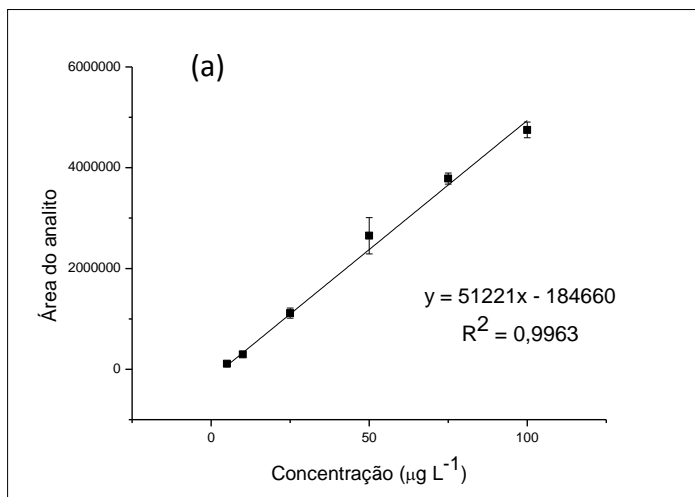 (a)
6000000
4000000
2000000
0
Área do analito
y = 51221x - 184660
R² = 0,9963
0 50 100
Concentração (μg L⁻¹)